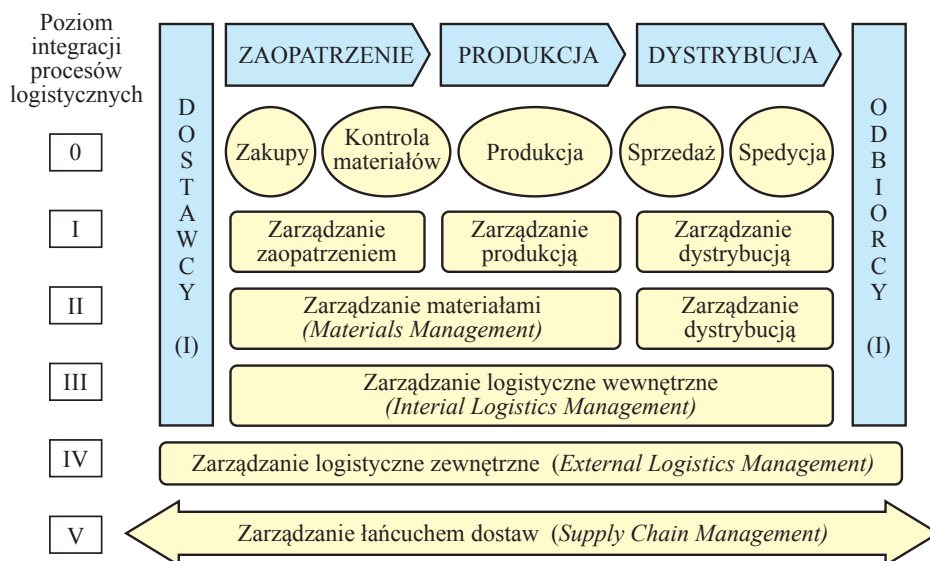 Poziom
integracji
procesów
logistycznych
ZAOPATRZENIE
PRODUKCJA
DYSTRYBUCJA
DOSTAWCY
(I)
ODBIORCY
(I)
0
Zakupy
Kontrola
materiałów
Produkcja
Sprzedaż
Spedycja
I
Zarządzanie
zaopatrzeniem
Zarządzanie
produkcją
Zarządzanie
dystrybucją
II
Zarządzanie materiałami
(Materials Management)
Zarządzanie
dystrybucją
III
Zarządzanie logistyczne wewnętrzne
(Interial Logistics Management)
IV
Zarządzanie logistyczne zewnętrzne (External Logistics Management)
V
Zarządzanie łańcuchem dostaw (Supply Chain Management)